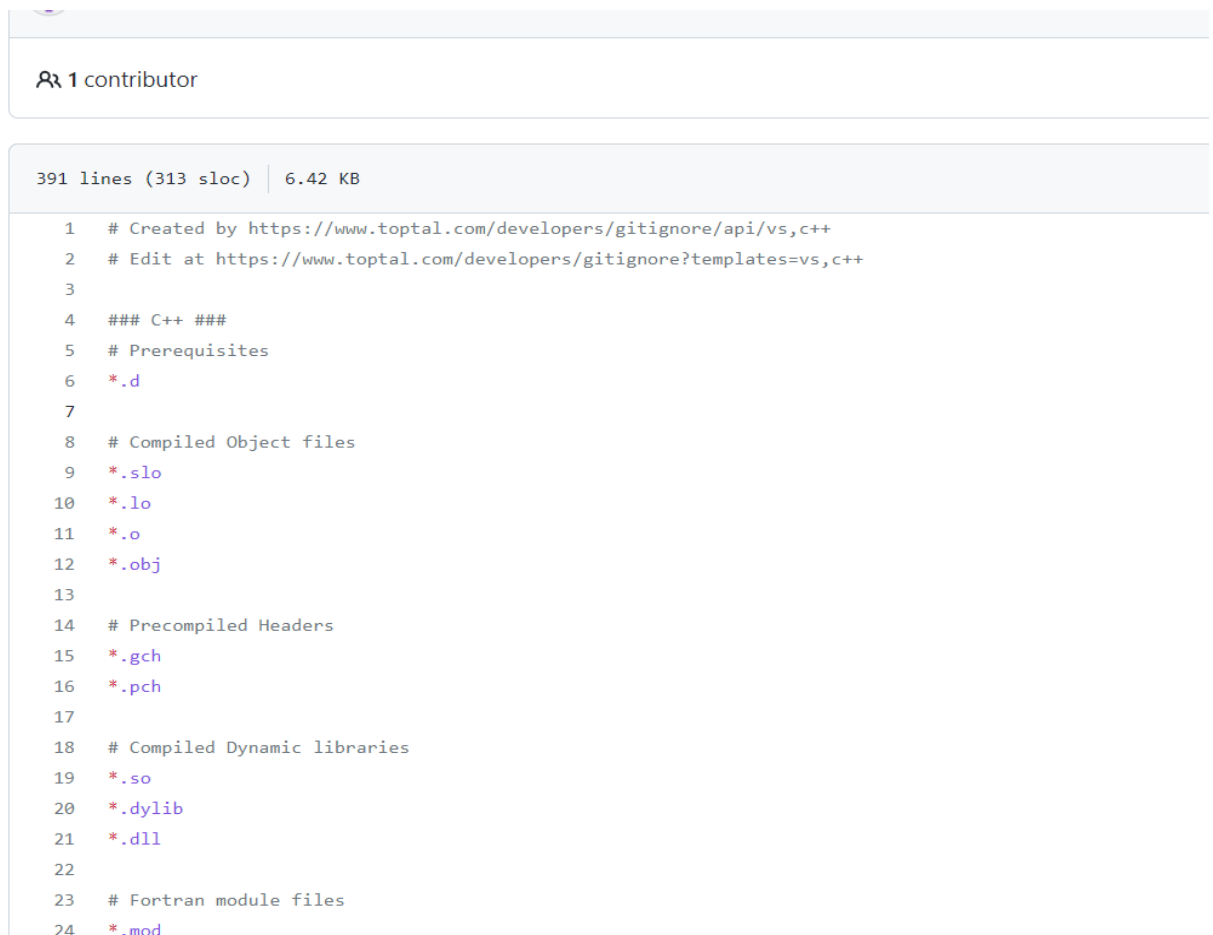 1 contributor
391 lines (313 sloc) 6.42 KB
1 # Created by https://www.toptal.com/developers/gitignore/api/vs,c++
2 # Edit at https://www.toptal.com/developers/gitignore?templates=vs,c++
3
4 ### C++ ###
5 # Prerequisites
6 *.d
7
8 # Compiled Object files
9 *.slo
10 *.lo
11 *.o
12 *.obj
13
14 # Precompiled Headers
15 *.gch
16 *.pch
17
18 # Compiled Dynamic libraries
19 *.so
20 *.dylib
21 *.dll
22
23 # Fortran module files
24 *.mod